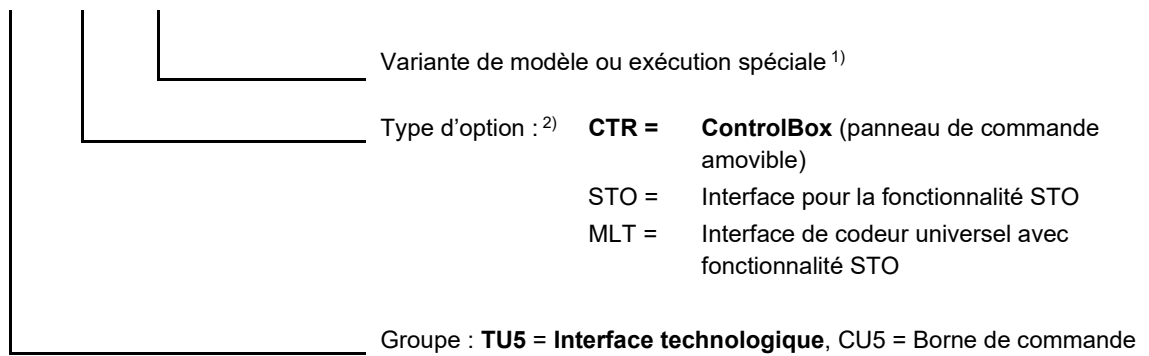 Variante de modèle ou exécution spéciale 1)
Type d'option : 2) CTR = ControlBox (panneau de commande
amovible)
STO = Interface pour la fonctionnalité STO
MLT = Interface de codeur universel avec
fonctionnalité STO
Groupe : TU5 = Interface technologique, CU5 = Borne de commande